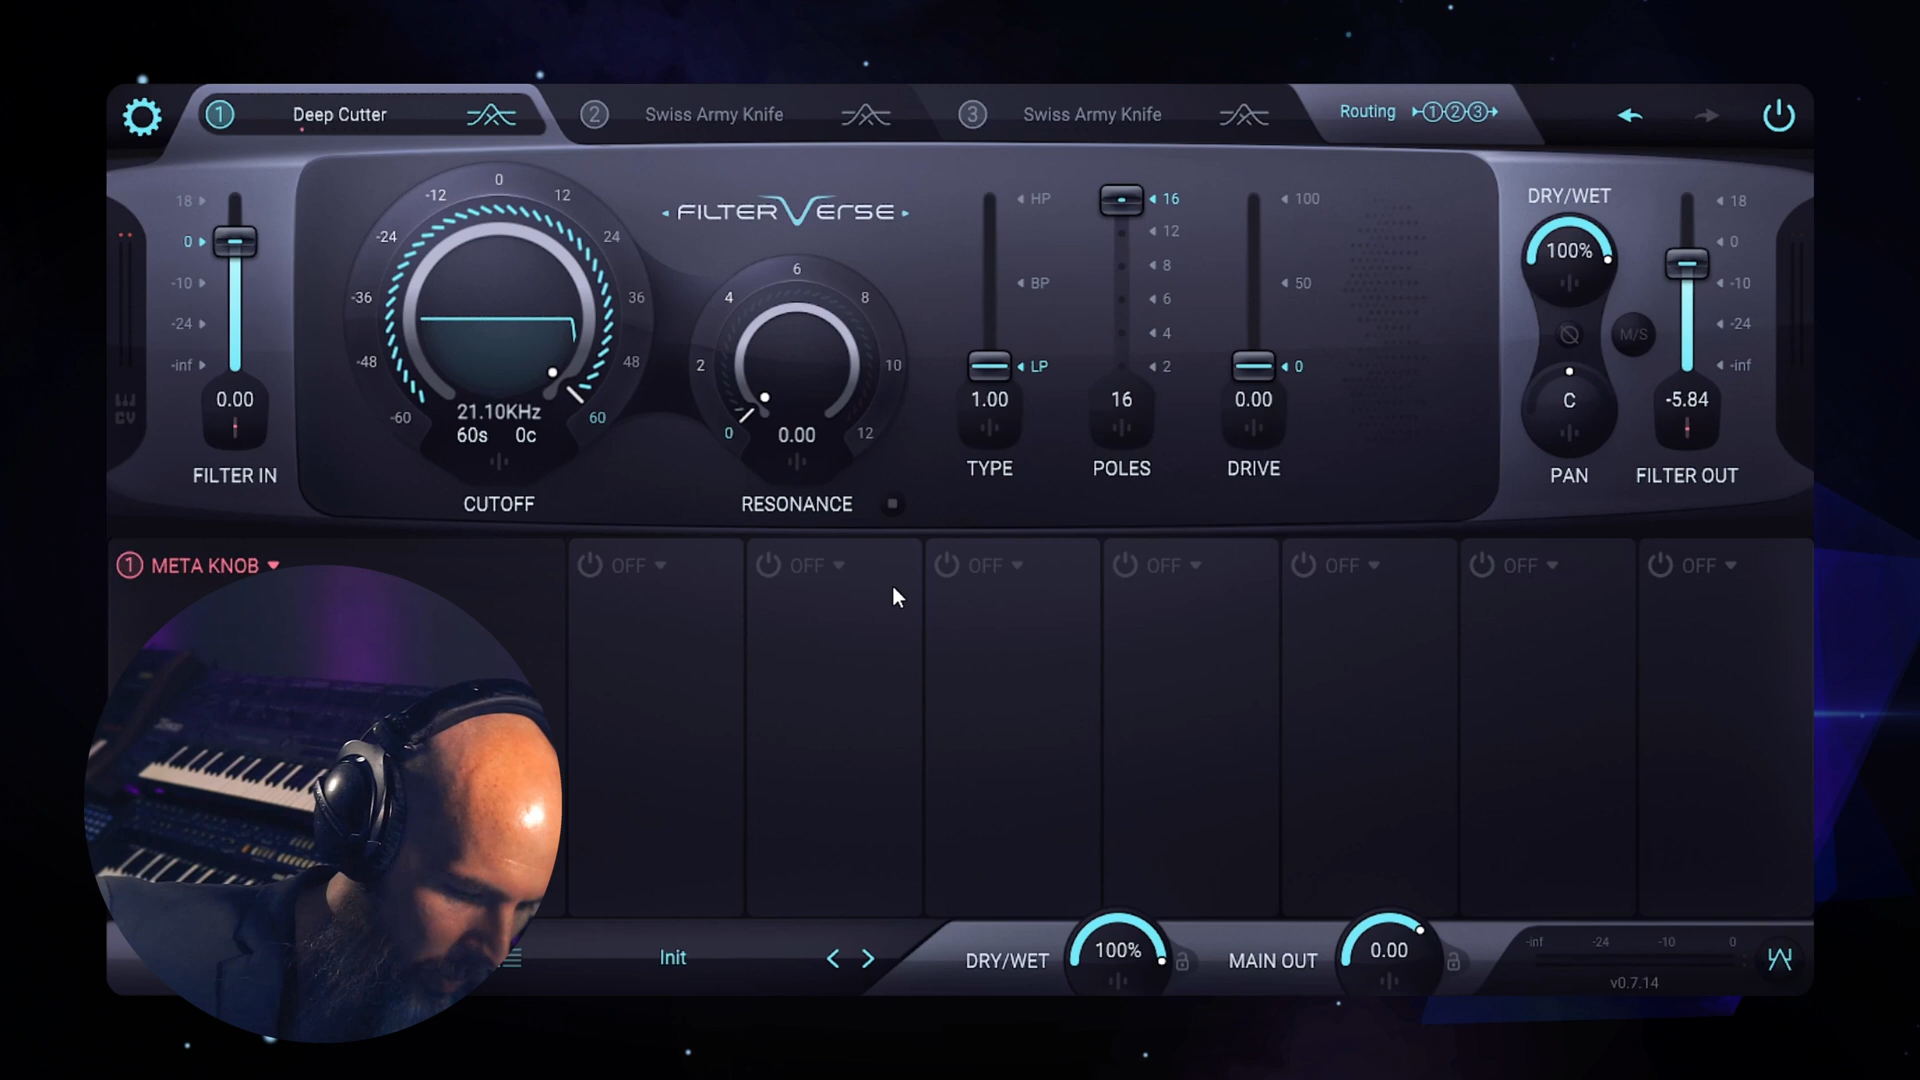 1 Deep Cutter
2 Swiss Army Knife
3 Swiss Army Knife
Routing 1 2 3
18
0
-10
-24
-inf
0.00
FILTER IN
CV
-60
-48
-36
-24
-12
0
12
24
36
48
60
21.10KHz
60s 0c
CUTOFF
FILTERVERSE
0
2
4
6
8
10
12
0.00
RESONANCE
HP
BP
LP
1.00
TYPE
16
12
8
6
4
2
16
POLES
100
50
0
0.00
DRIVE
DRY/WET
100%
M/S
C
PAN
18
0
-10
-24
-inf
-5.84
FILTER OUT
1 META KNOB
OFF
OFF
OFF
OFF
OFF
OFF
OFF
Init
DRY/WET
100%
MAIN OUT
0.00
-inf -24 -10 0
v0.7.14